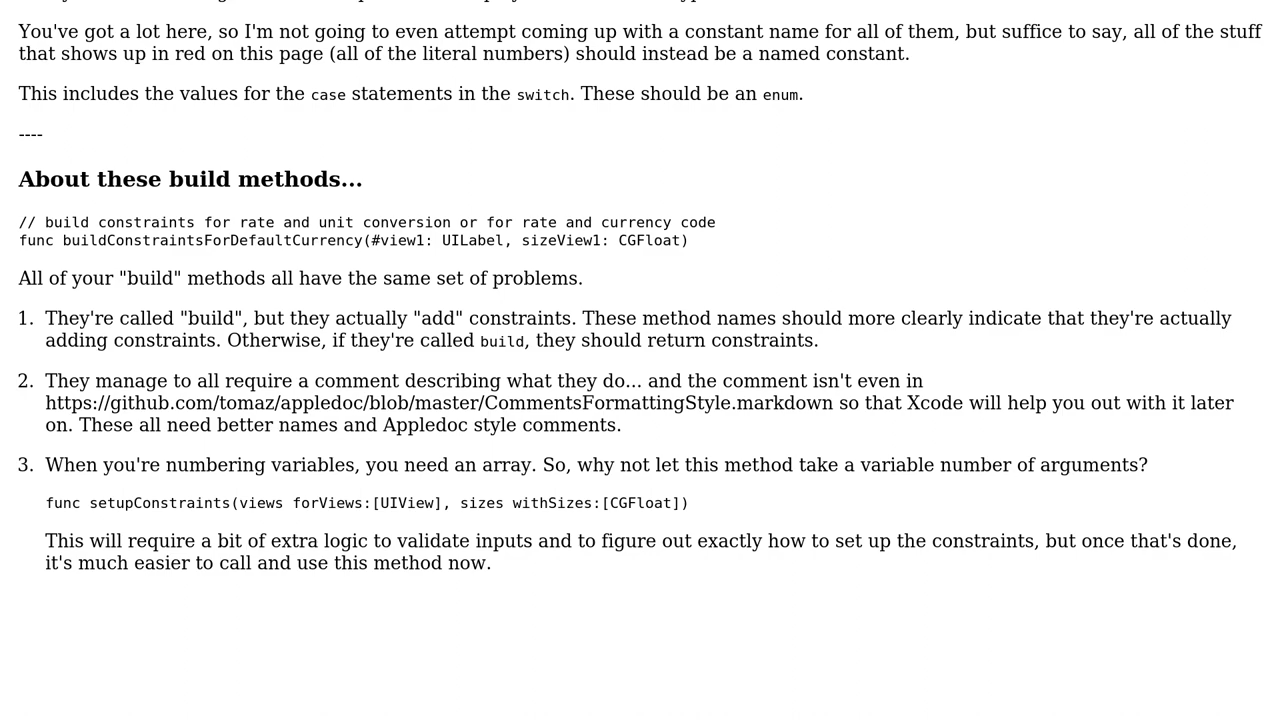 You've got a lot here, so I'm not going to even attempt coming up with a constant name for all of them, but suffice to say, all of the stuff
that shows up in red on this page (all of the literal numbers) should instead be a named constant.
This includes the values for the case statements in the switch. These should be an enum.
----
About these build methods...
// build constraints for rate and unit conversion or for rate and currency code
func buildConstraintsForDefaultCurrency(#view1: UILabel, sizeView1: CGFloat)
All of your "build" methods all have the same set of problems.
1. They're called "build", but they actually "add" constraints. These method names should more clearly indicate that they're actually
adding constraints. Otherwise, if they're called build, they should return constraints.
2. They manage to all require a comment describing what they do... and the comment isn't even in
https://github.com/tomaz/appledoc/blob/master/CommentsFormattingStyle.markdown so that Xcode will help you out with it later
on. These all need better names and Appledoc style comments.
3. When you're numbering variables, you need an array. So, why not let this method take a variable number of arguments?
func setupConstraints(views forViews:[UIView], sizes withSizes:[CGFloat])
This will require a bit of extra logic to validate inputs and to figure out exactly how to set up the constraints, but once that's done,
it's much easier to call and use this method now.